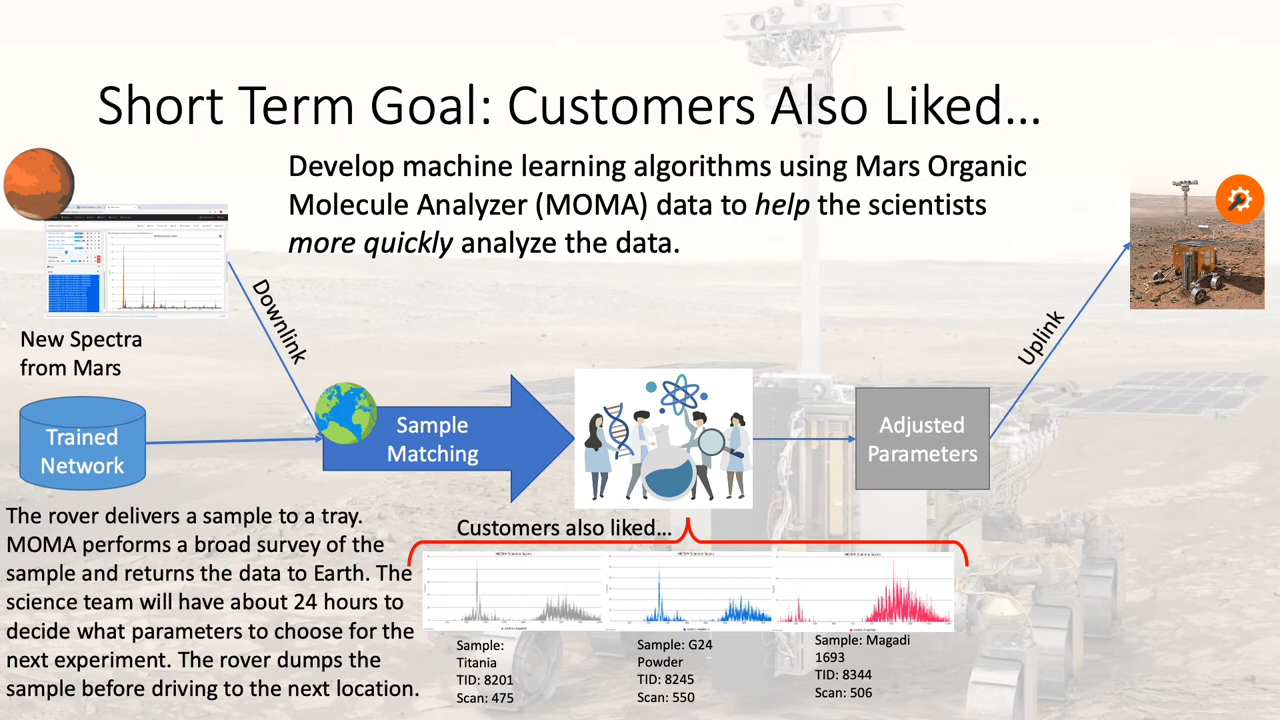 Short Term Goal: Customers Also Liked...
Develop machine learning algorithms using Mars Organic
Molecule Analyzer (MOMA) data to help the scientists
more quickly analyze the data.
New Spectra
from Mars
Downlink
Uplink
Trained
Network
Sample
Matching
Adjusted
Parameters
The rover delivers a sample to a tray.
MOMA performs a broad survey of the
sample and returns the data to Earth. The
science team will have about 24 hours to
decide what parameters to choose for the
next experiment. The rover dumps the
sample before driving to the next location.
Customers also liked...
Sample:
Titania
TID: 8201
Scan: 475
Sample: G24
Powder
TID: 8245
Scan: 550
Sample: Magadi
1693
TID: 8344
Scan: 506